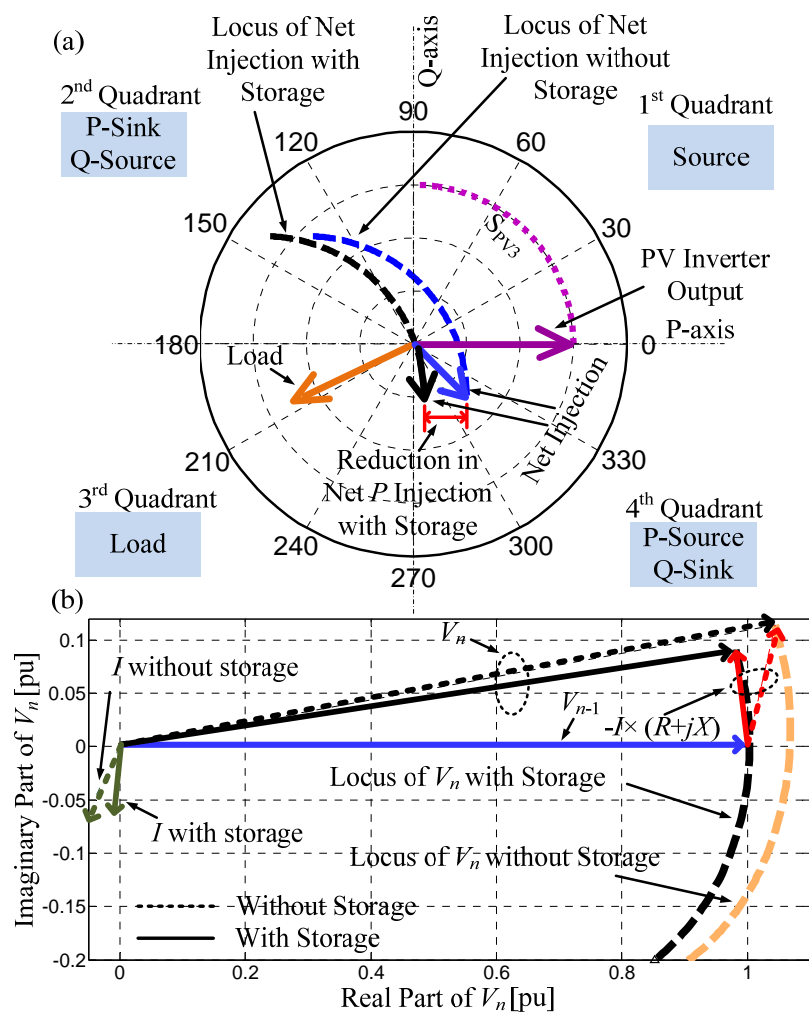 (a)
Locus of Net
Injection with
Storage
Q-axis
Locus of Net
Injection without
Storage
2nd Quadrant
P-Sink
Q-Source
1st Quadrant
Source
90
120
60
150
30
SPV3
PV Inverter
Output
P-axis
180
0
Load
Net Injection
210
330
Reduction in
Net P Injection
with Storage
3rd Quadrant
Load
240
300
270
4th Quadrant
P-Source
Q-Sink
(b)
Imaginary Part of Vn [pu]
0.1
0.05
0
-0.05
-0.1
-0.15
-0.2
Vn
I without storage
Vn-1
-I× (R+jX)
Locus of Vn with Storage
I with storage
Locus of Vn without Storage
Without Storage
With Storage
0
0.2
0.4
0.6
0.8
1
Real Part of Vn [pu]